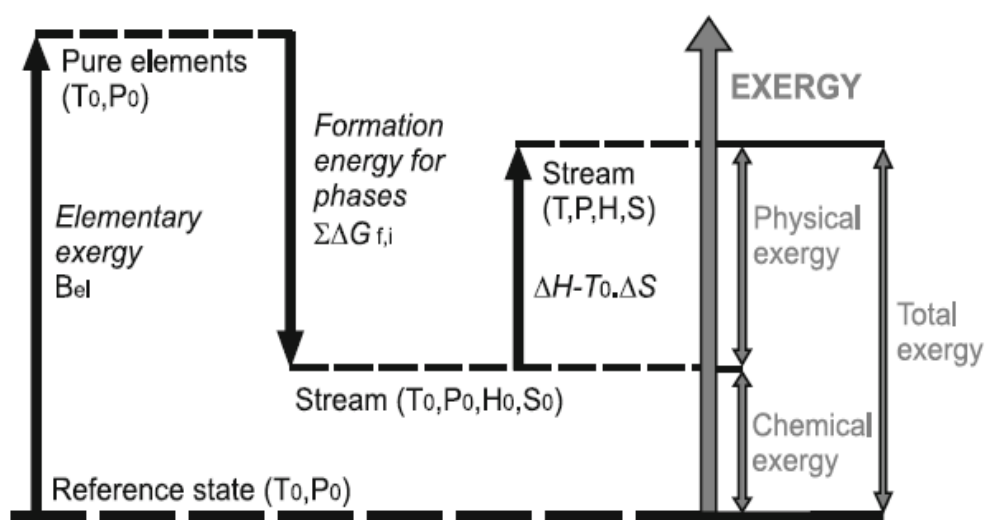 Pure elements
(T0,P0)
EXERGY
Formation
energy for
phases
ΣΔG f,i
Stream
(T,P,H,S)
Elementary
exergy
Bel
Physical
exergy
ΔH-T0.ΔS
Total
exergy
Stream (T0,P0,H0,S0)
Chemical
exergy
Reference state (T0,P0)